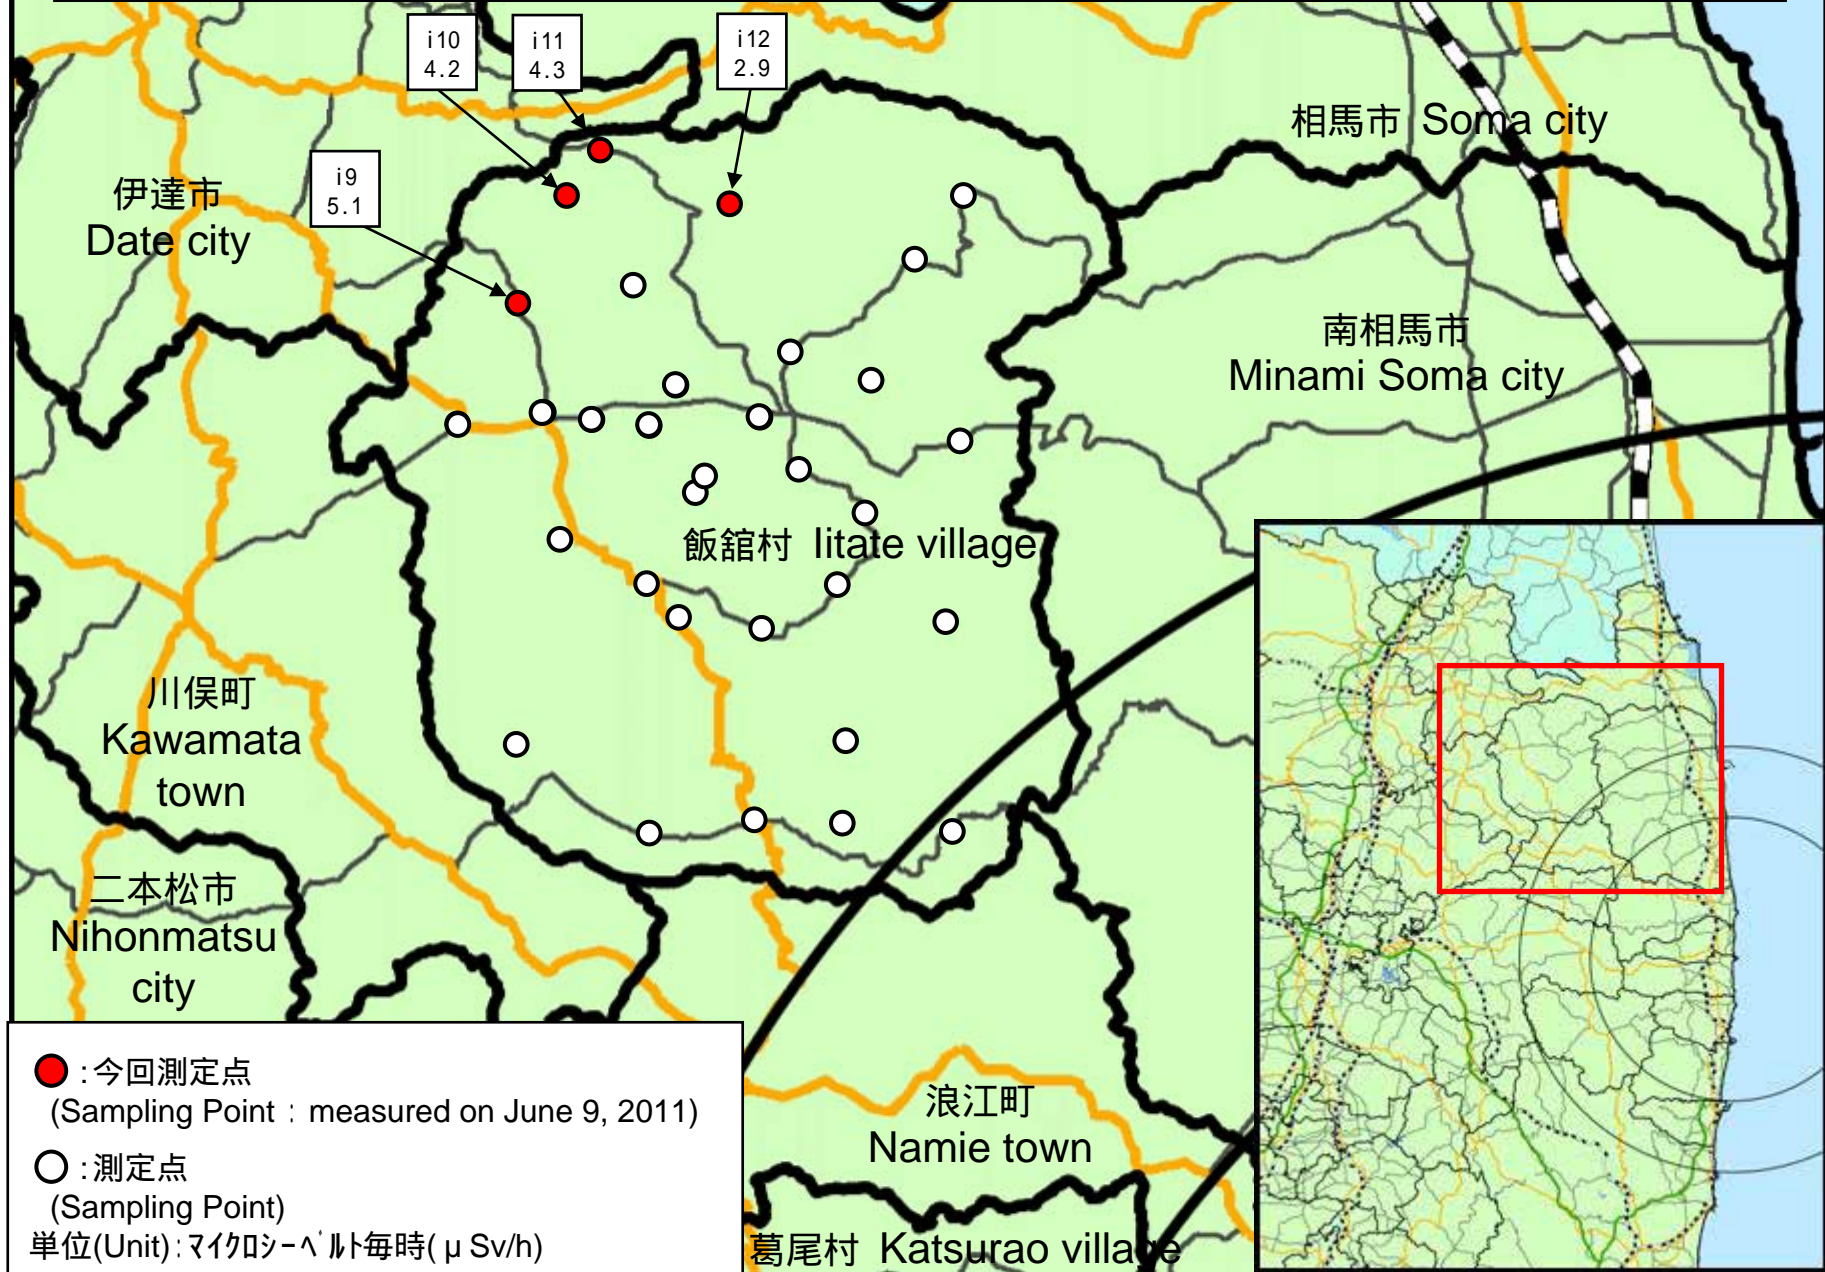 i10
4.2
i11
4.3
i12
2.9
相馬市 Soma city
i9
5.1
伊達市
Date city
南相馬市
Minami Soma city
飯舘村 Iitate village
川俣町
Kawamata
town
二本松市
Nihonmatsu
city
:今回測定点
(Sampling Point : measured on June 9, 2011)
:測定点
(Sampling Point)
単位(Unit):マイクロシーベルト毎時(μSv/h)
浪江町
Namie town
葛尾村 Katsurao village